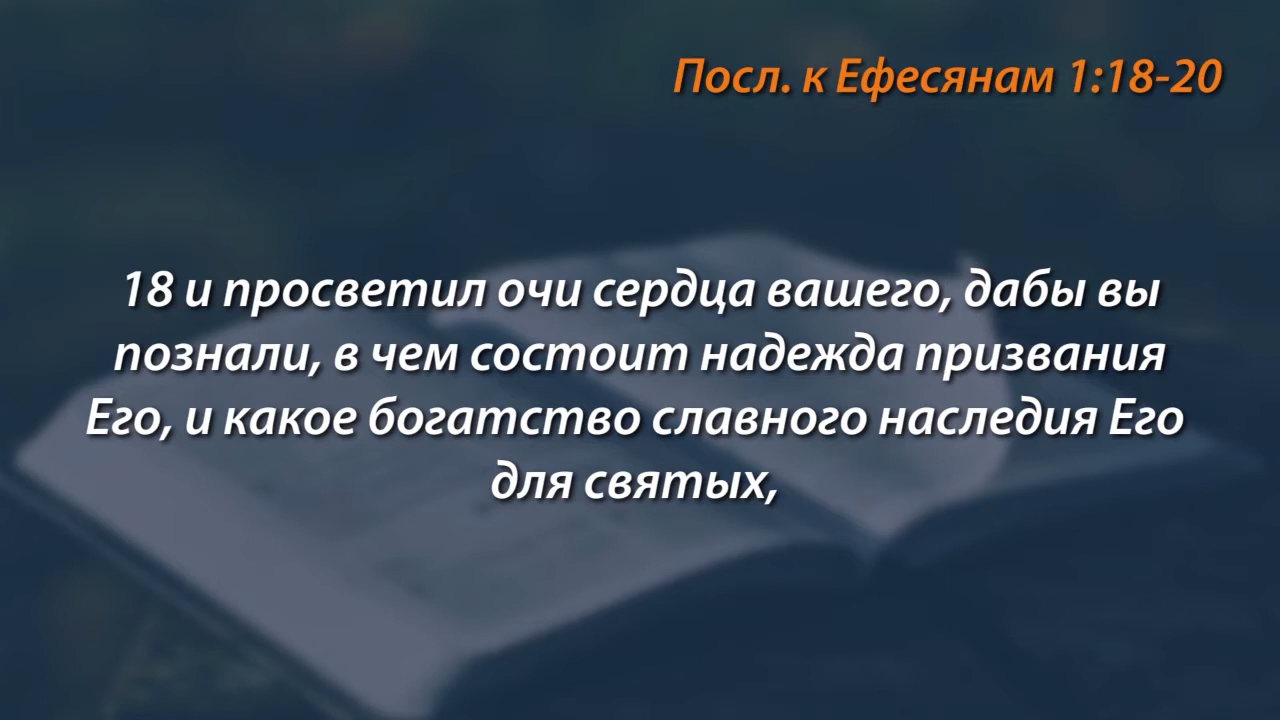 Посл. к Ефесянам 1:18-20
18 и просветил очи сердца вашего, дабы вы
познали, в чем состоит надежда призвания
Его, и какое богатство славного наследия Его
для святых,